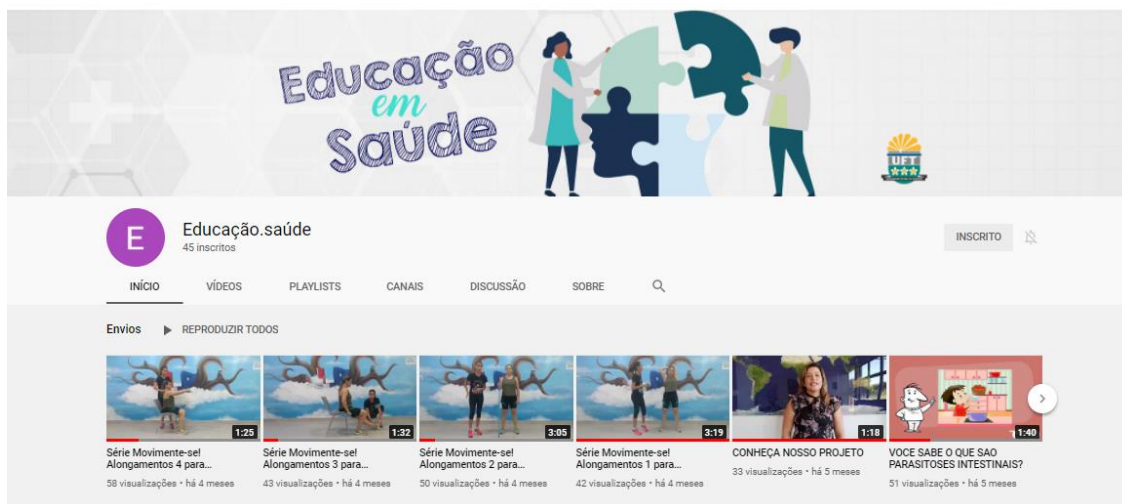 Educação
em
Saúde
UFT
E
Educação.saúde
45 inscritos
INSCRITO
INÍCIO VÍDEOS PLAYLISTS CANAIS DISCUSSÃO SOBRE
Envios REPRODUZIR TODOS
1:25 1:32 3:05 3:19 1:18 1:40
Série Movimente-se!
Alongamentos 4 para...
58 visualizações • há 4 meses
Série Movimente-se!
Alongamentos 3 para...
43 visualizações • há 4 meses
Série Movimente-se!
Alongamentos 2 para...
50 visualizações • há 4 meses
Série Movimente-se!
Alongamentos 1 para...
42 visualizações • há 4 meses
CONHEÇA NOSSO PROJETO
33 visualizações • há 5 meses
VOCE SABE O QUE SAO
PARASITOSES INTESTINAIS?
51 visualizações • há 5 meses